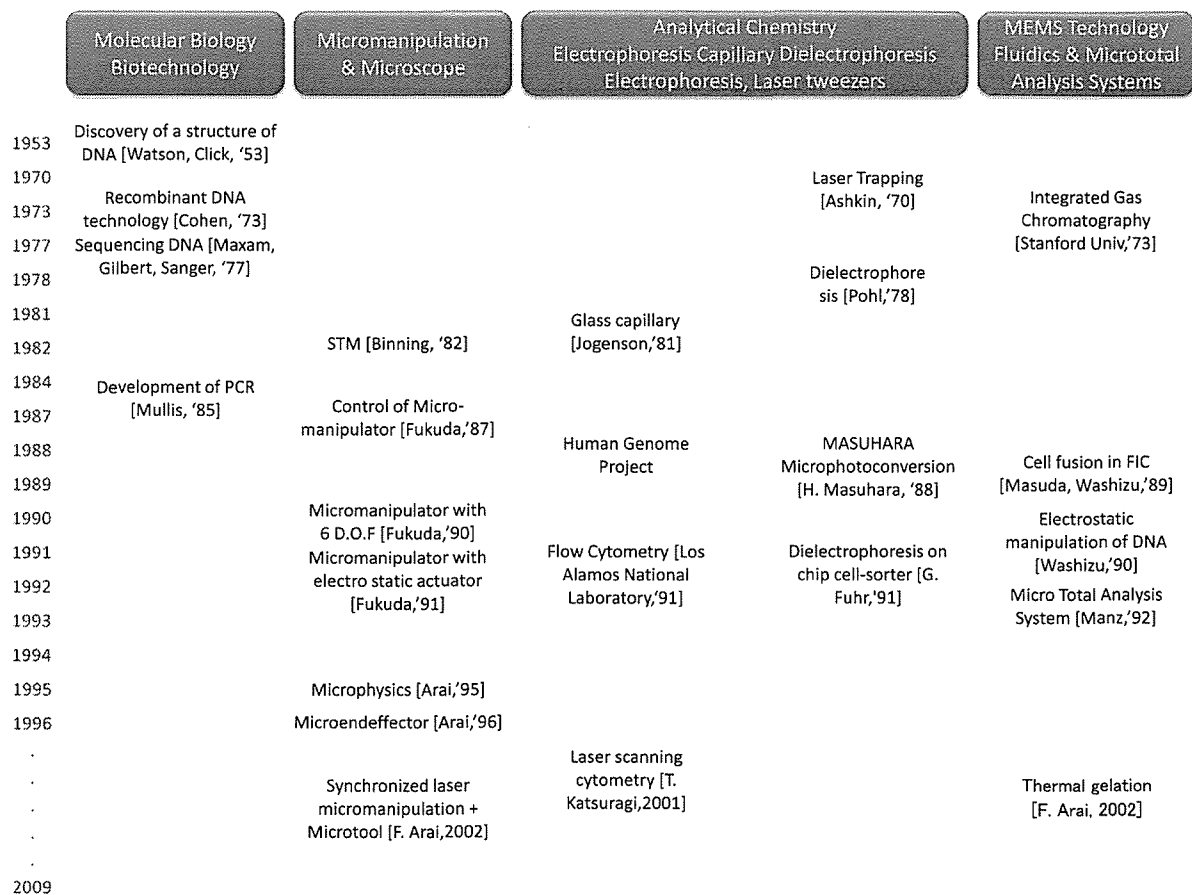 Molecular Biology
Biotechnology
Micromanipulation
& Microscope
Analytical Chemistry
Electrophoresis Capillary Dielectrophoresis
Electrophoresis, Laser tweezers
MEMS Technology
Fluidics & Micrototal
Analysis Systems
1953
1970
1973
1977
1978
1981
1982
1984
1987
1988
1989
1990
1991
1992
1993
1994
1995
1996
.
.
.
.
.
2009
Discovery of a structure of
DNA [Watson, Click, ‘53]
Recombinant DNA
technology [Cohen, ‘73]
Sequencing DNA [Maxam,
Gilbert, Sanger, ‘77]
Development of PCR
[Mullis, ‘85]
STM [Binning, ‘82]
Control of Micro-
manipulator [Fukuda,’87]
Micromanipulator with
6 D.O.F [Fukuda,’90]
Micromanipulator with
electro static actuator
[Fukuda,’91]
Microphysics [Arai,’95]
Microendeffector [Arai,’96]
Synchronized laser
micromanipulation +
Microtool [F. Arai,2002]
Glass capillary
[Jogenson,’81]
Human Genome
Project
Flow Cytometry [Los
Alamos National
Laboratory,‘91]
Laser scanning
cytometry [T.
Katsuragi,2001]
Laser Trapping
[Ashkin, ‘70]
Dielectrophore
sis [Pohl,’78]
MASUHARA
Microphotoconversion
[H. Masuhara, ‘88]
Dielectrophoresis on
chip cell-sorter [G.
Fuhr,'91]
Integrated Gas
Chromatography
[Stanford Univ,’73]
Cell fusion in FIC
[Masuda, Washizu,’89]
Electrostatic
manipulation of DNA
[Washizu,’90]
Micro Total Analysis
System [Manz,’92]
Thermal gelation
[F. Arai, 2002]